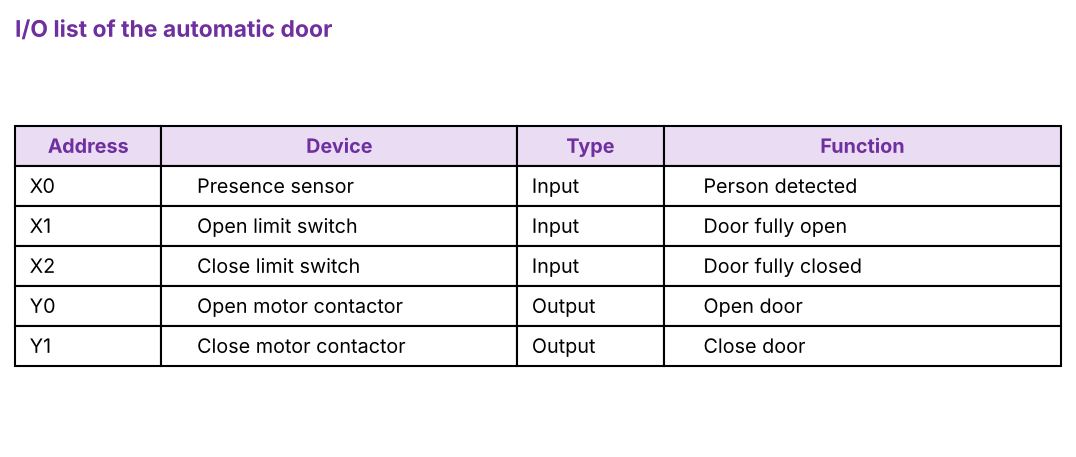 I/O list of the automatic door
Address Device Type Function
X0 Presence sensor Input Person detected
X1 Open limit switch Input Door fully open
X2 Close limit switch Input Door fully closed
Y0 Open motor contactor Output Open door
Y1 Close motor contactor Output Close door